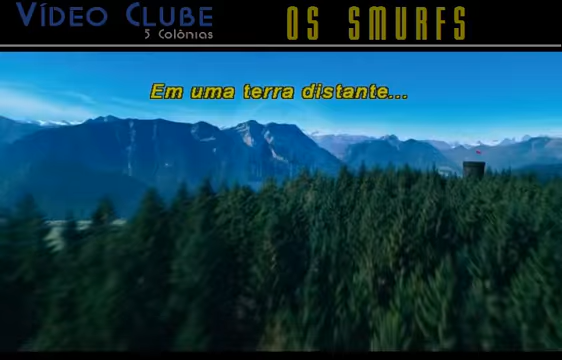 VÍDEO CLUBE
5 Colônias
OS SMURFS
Em uma terra distante...